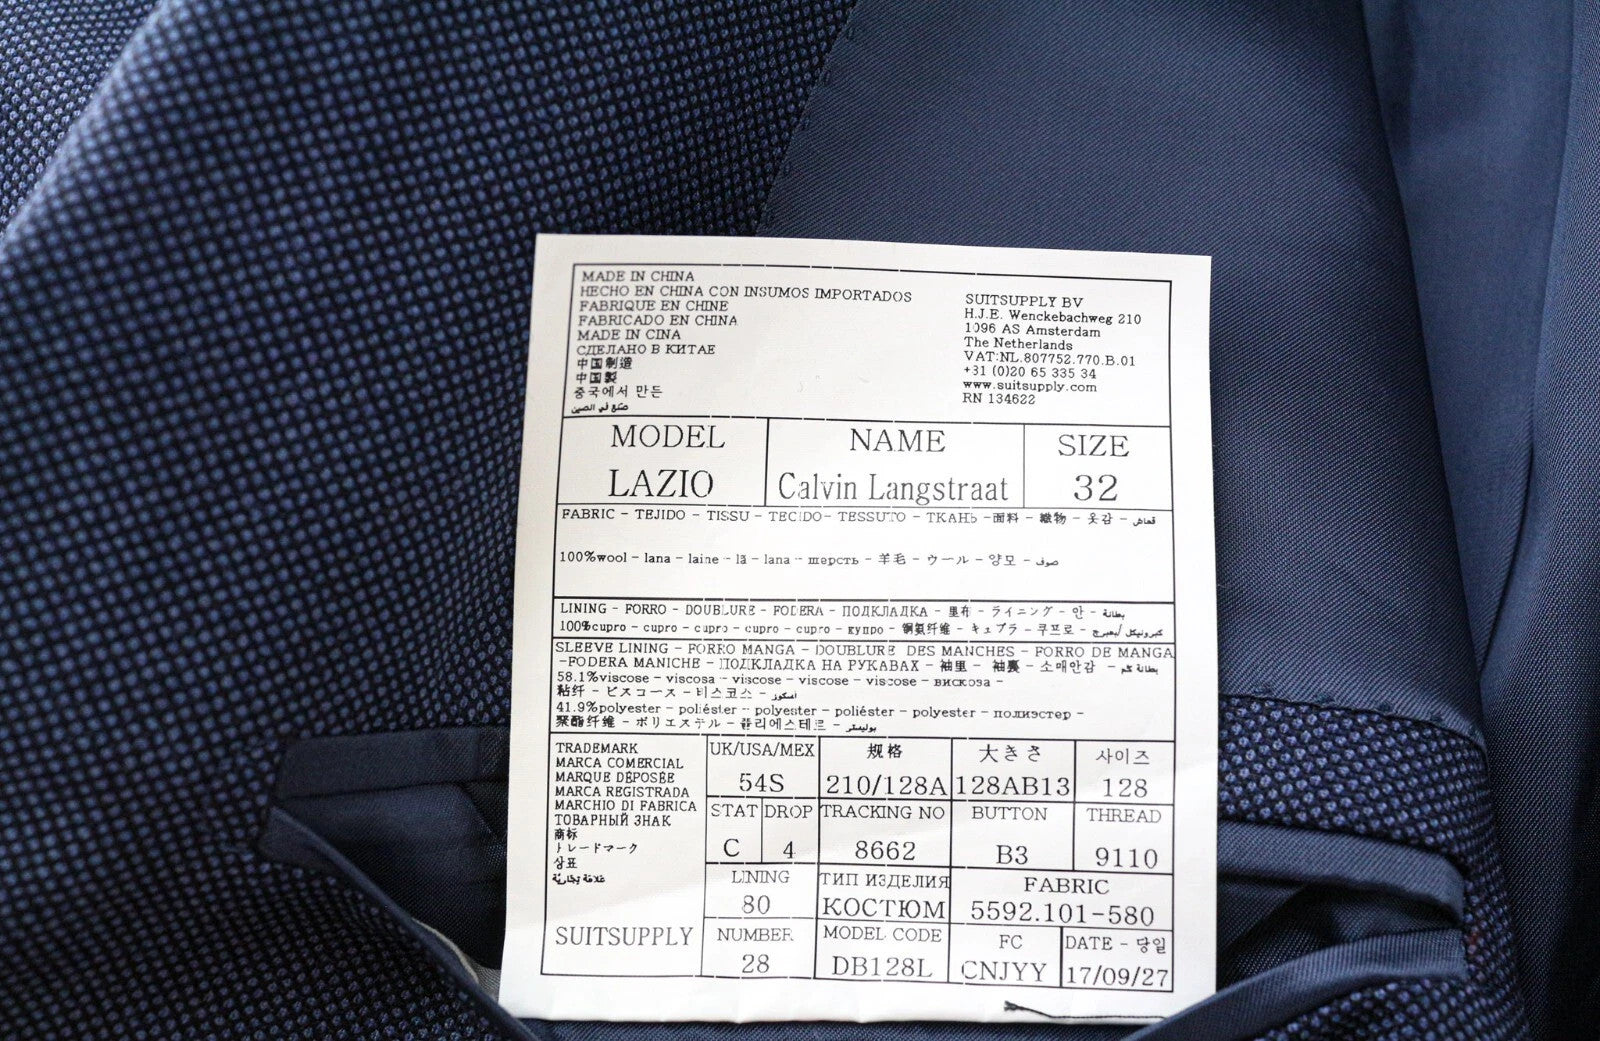 MADE IN CHINA
HECHO EN CHINA CON INSUMOS IMPORTADOS
FABRIQUE EN CHINE
FABRICADO EN CHINA
MADE IN CINA
СДЕЛАНО В КИТАЕ
中国制造
中国製
중국에서 만든
صنع في الصين
SUITSUPPLY BV
H.J.E. Wenckebachweg 210
1096 AS Amsterdam
The Netherlands
VAT:NL.807752.770.B.01
+31 (0)20 65 335 34
www.suitsupply.com
RN 134622
MODEL
LAZIO
NAME
Calvin Langstraat
SIZE
32
FABRIC - TEJIDO - TISSU - TECIDO- TESSUTO - ТКАНЬ -面料 - 織物 - 옷감 - قماش
100%wool - lana - laine - lã - lana - шерсть - 羊毛 - ウール - 양모 - صوف
LINING - FORRO - DOUBLURE - FODERA - ПОДКЛАДКА - 里布 - ライニング - 안 - بطانة
100%cupro - cupro - cupro - cupro - cupro - купро - 铜氨纤维 - キュプラ - 쿠프로 -
SLEEVE LINING - FORRO MANGA - DOUBLURE DES MANCHES - FORRO DE MANGA
-FODERA MANICHE - ПОДКЛАДКА НА РУКАВАХ - 袖里 - 袖裏 - 소매안감 - بطانة كم
58.1%viscose - viscosa - viscose - viscose - viscose - вискоза -
粘纤 - ビスコース - 비스코스 -
41.9%polyester - poliéster - polyester - poliéster - polyester - полиэстер -
聚酯纤维 - ポリエステル - 폴리에스테르 - بوليستر
TRADEMARK
MARCA COMERCIAL
MARQUE DÉPOSÉE
MARCA REGISTRADA
MARCHIO DI FABRICA
ТОВАРНЫЙ ЗНАК
商标
トレードマーク
상표
علامة تجارية
SUITSUPPLY
UK/USA/MEX
54S
规格
210/128A
大きさ
128AB13
사이즈
128
STAT
C
DROP
4
TRACKING NO
8662
BUTTON
B3
THREAD
9110
LINING
80
ТИП ИЗДЕЛИЯ
КОСТЮМ
FABRIC
5592.101-580
NUMBER
28
MODEL CODE
DB128L
FC
CNJYY
DATE - 당일
17/09/27